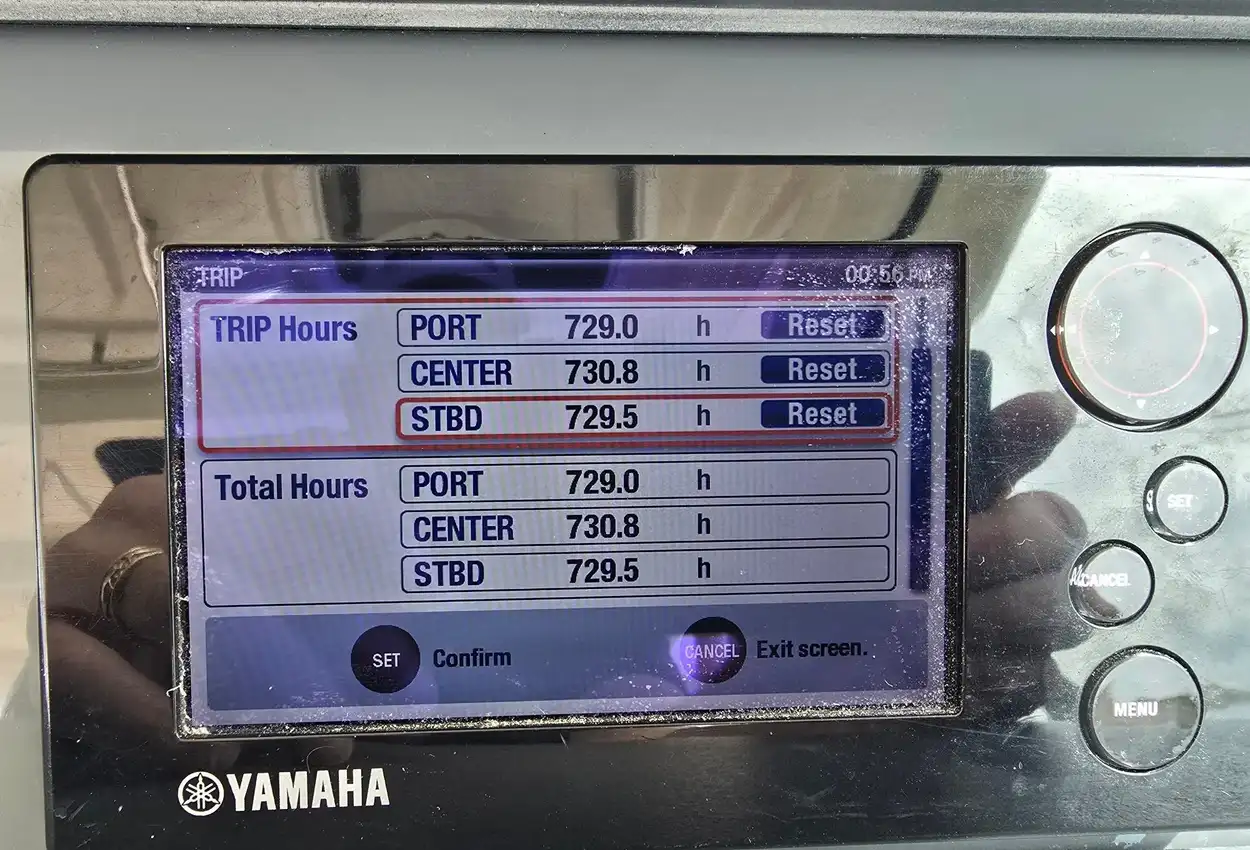 TRIP 00:56 PM
TRIP Hours PORT 729.0 h Reset
CENTER 730.8 h Reset
STBD 729.5 h Reset
Total Hours PORT 729.0 h
CENTER 730.8 h
STBD 729.5 h
SET Confirm CANCEL Exit screen.
SET
CANCEL
MENU
YAMAHA